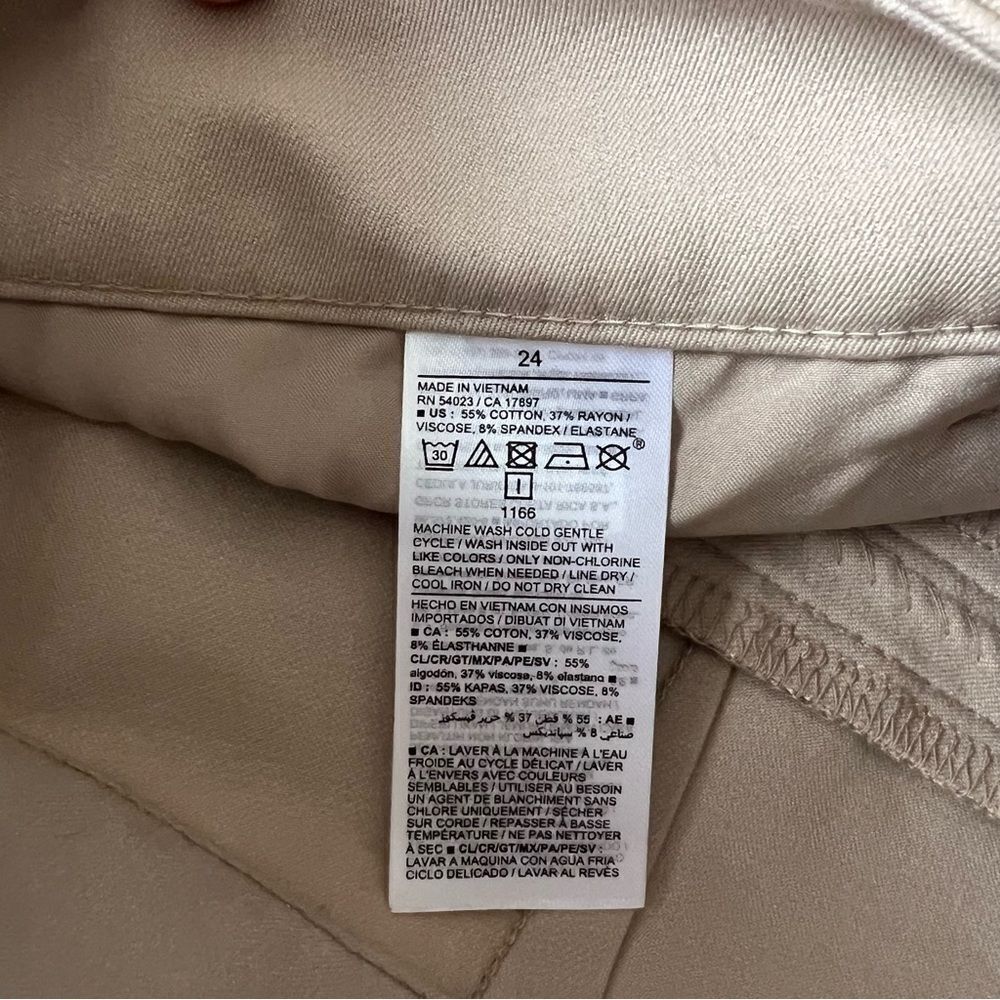 24
MADE IN VIETNAM
RN 54023 / CA 17897
■ US : 55% COTTON, 37% RAYON /
VISCOSE, 8% SPANDEX / ELASTANE
30
®
I
1166
MACHINE WASH COLD GENTLE
CYCLE / WASH INSIDE OUT WITH
LIKE COLORS / ONLY NON-CHLORINE
BLEACH WHEN NEEDED / LINE DRY /
COOL IRON / DO NOT DRY CLEAN
HECHO EN VIETNAM CON INSUMOS
IMPORTADOS / DIBUAT DI VIETNAM
■ CA : 55% COTON, 37% VISCOSE,
8% ÉLASTHANNE ■
CL/CR/GT/MX/PA/PE/SV : 55%
algodón, 37% viscosa, 8% elastano ■
ID : 55% KAPAS, 37% VISCOSE, 8%
SPANDEKS
■ AE : 55 % قطن 37 % حرير ڤيسكوز
صناعي 8 % سپانديكس
■ CA : LAVER À LA MACHINE À L'EAU
FROIDE AU CYCLE DÉLICAT / LAVER
À L'ENVERS AVEC COULEURS
SEMBLABLES / UTILISER AU BESOIN
UN AGENT DE BLANCHIMENT SANS
CHLORE UNIQUEMENT / SÉCHER
SUR CORDE / REPASSER À BASSE
TEMPÉRATURE / NE PAS NETTOYER
À SEC ■ CL/CR/GT/MX/PA/PE/SV :
LAVAR A MAQUINA CON AGUA FRIA
CICLO DELICADO / LAVAR AL REVÉS